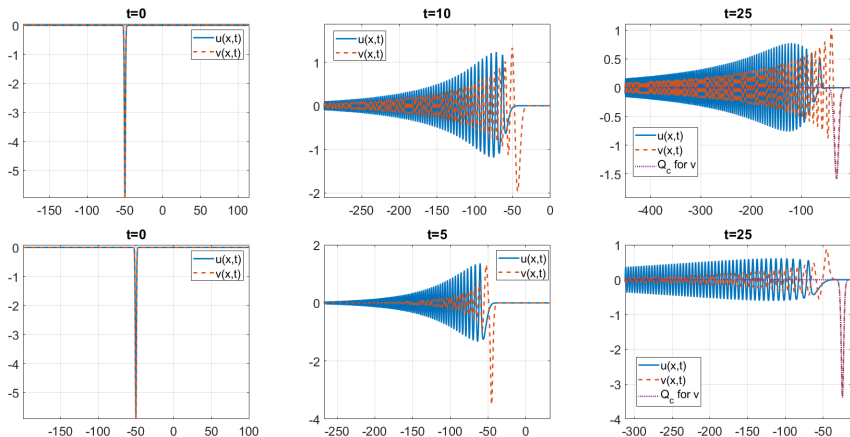 t=0
0
-1
-2
-3
-4
-5
-150 -100 -50 0 50 100
u(x,t)
v(x,t)
t=10
1
0
-1
-2
-250 -200 -150 -100 -50 0
u(x,t)
v(x,t)
t=25
1
0.5
0
-0.5
-1
-1.5
-400 -300 -200 -100
u(x,t)
v(x,t)
Q_c for v
t=0
0
-1
-2
-3
-4
-5
-150 -100 -50 0 50 100
u(x,t)
v(x,t)
t=5
2
0
-2
-4
-250 -200 -150 -100 -50 0
u(x,t)
v(x,t)
t=25
1
0
-1
-2
-3
-4
-300 -250 -200 -150 -100 -50
u(x,t)
v(x,t)
Q_c for v